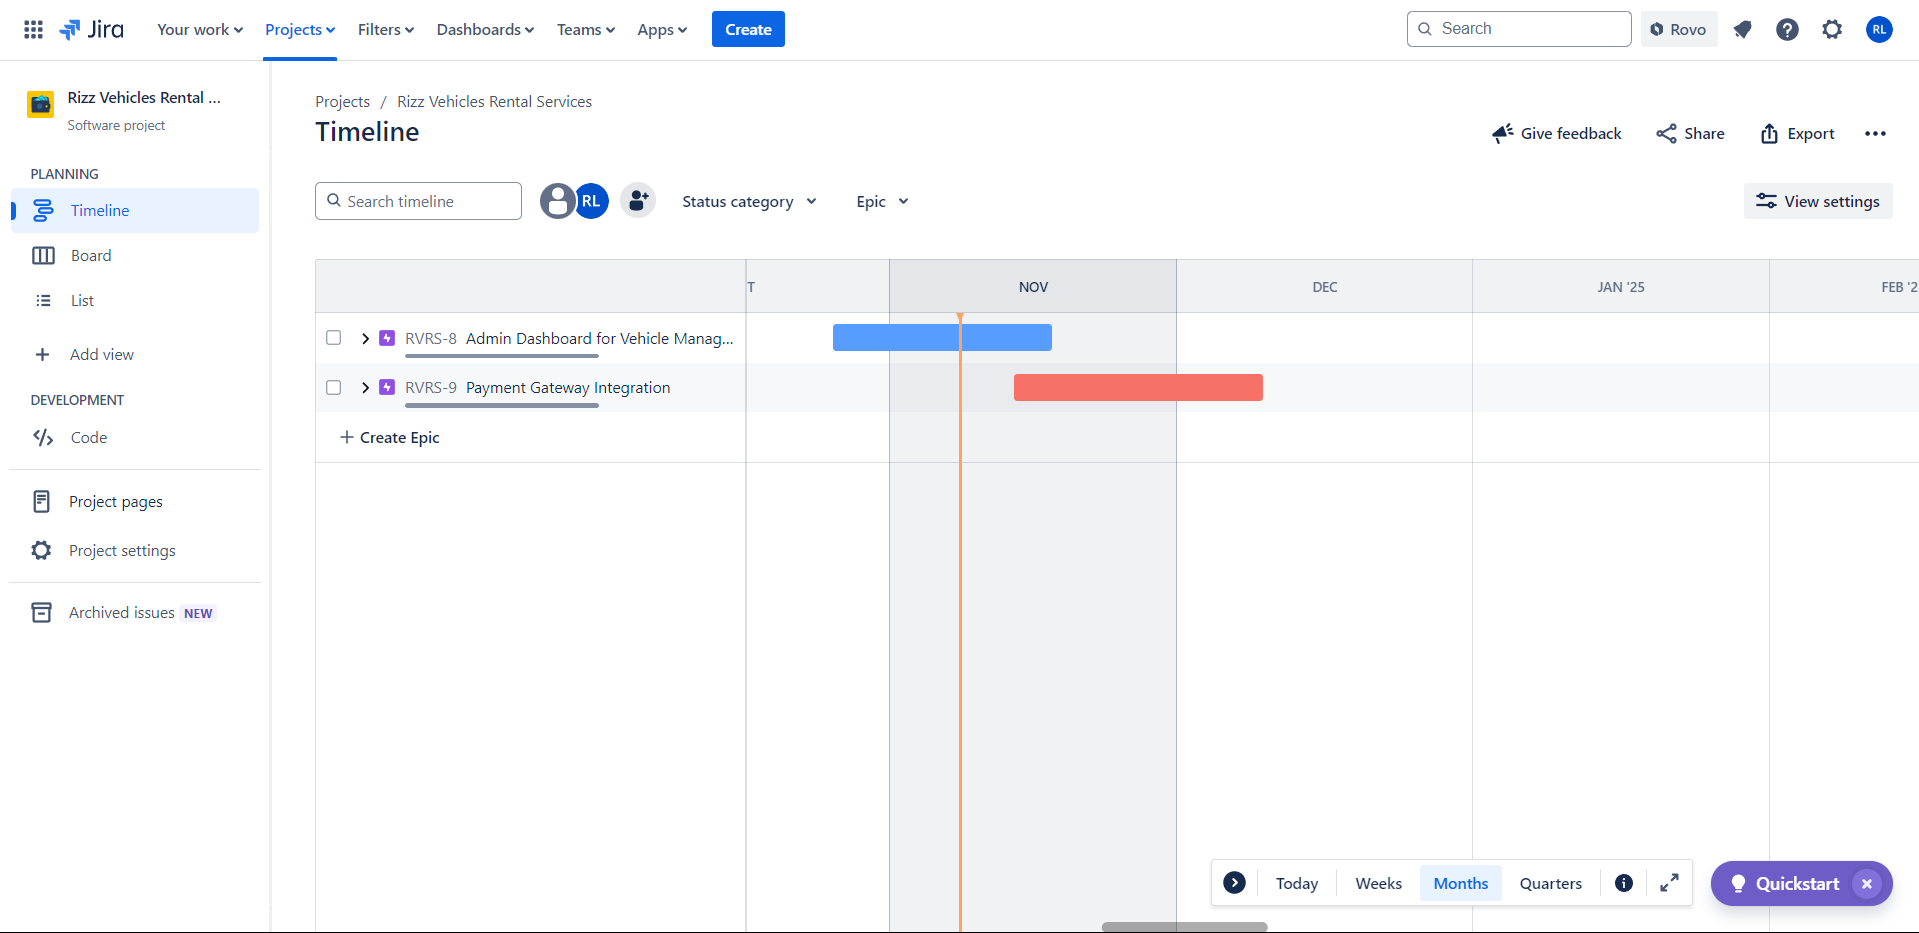 Jira Your work Projects Filters Dashboards Teams Apps Create Search Rovo RL
Rizz Vehicles Rental ...
Software project
PLANNING
Timeline
Board
List
Add view
DEVELOPMENT
Code
Project pages
Project settings
Archived issues NEW
Projects / Rizz Vehicles Rental Services
Timeline
Give feedback Share Export
Search timeline RL Status category Epic View settings
T NOV DEC JAN '25 FEB '2
RVRS-8 Admin Dashboard for Vehicle Manag...
RVRS-9 Payment Gateway Integration
+ Create Epic
Today Weeks Months Quarters
Quickstart